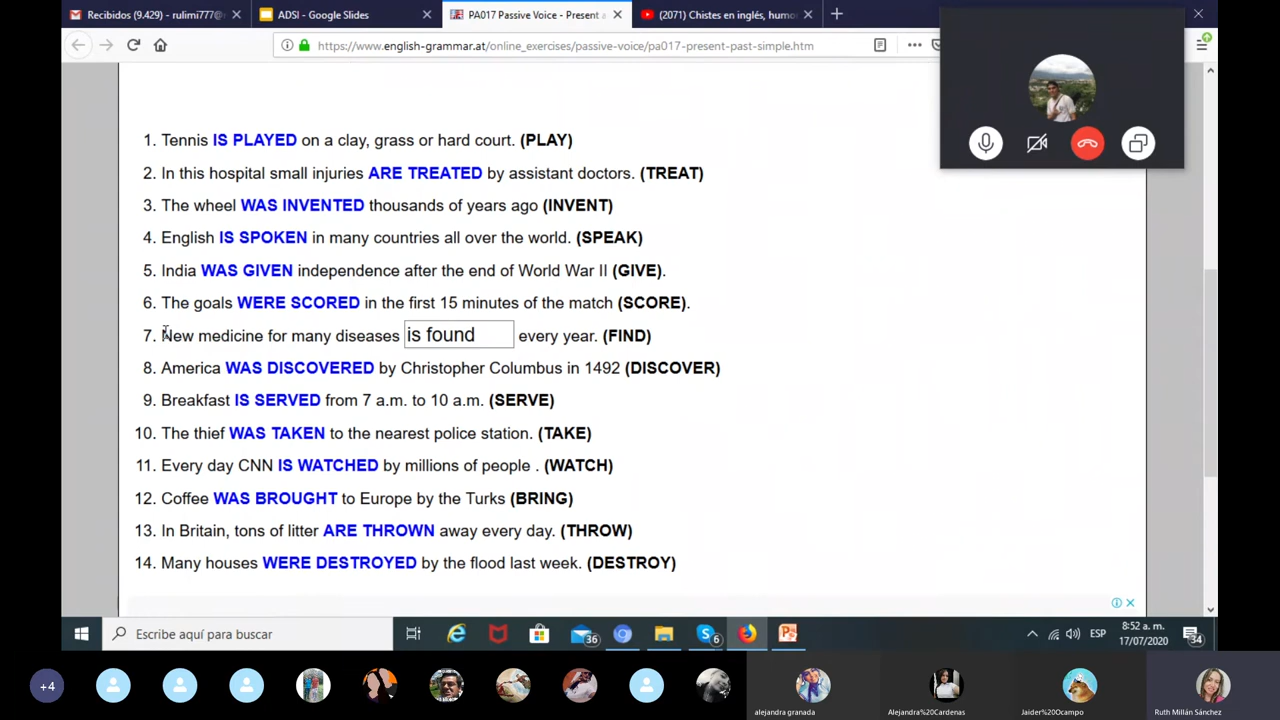 Recibidos (9.429) - rulimi777@
ADSI - Google Slides
PA017 Passive Voice - Present a
(2071) Chistes en inglés, humo
https://www.english-grammar.at/online_exercises/passive-voice/pa017-present-past-simple.htm
1. Tennis IS PLAYED on a clay, grass or hard court. (PLAY)
2. In this hospital small injuries ARE TREATED by assistant doctors. (TREAT)
3. The wheel WAS INVENTED thousands of years ago (INVENT)
4. English IS SPOKEN in many countries all over the world. (SPEAK)
5. India WAS GIVEN independence after the end of World War II (GIVE).
6. The goals WERE SCORED in the first 15 minutes of the match (SCORE).
7. New medicine for many diseases is found every year. (FIND)
8. America WAS DISCOVERED by Christopher Columbus in 1492 (DISCOVER)
9. Breakfast IS SERVED from 7 a.m. to 10 a.m. (SERVE)
10. The thief WAS TAKEN to the nearest police station. (TAKE)
11. Every day CNN IS WATCHED by millions of people . (WATCH)
12. Coffee WAS BROUGHT to Europe by the Turks (BRING)
13. In Britain, tons of litter ARE THROWN away every day. (THROW)
14. Many houses WERE DESTROYED by the flood last week. (DESTROY)
Escribe aquí para buscar
36
6
ESP
8:52 a. m.
17/07/2020
34
+4
alejandra granada
Alejandra%20Cardenas
Jaider%20Ocampo
Ruth Millán Sánchez